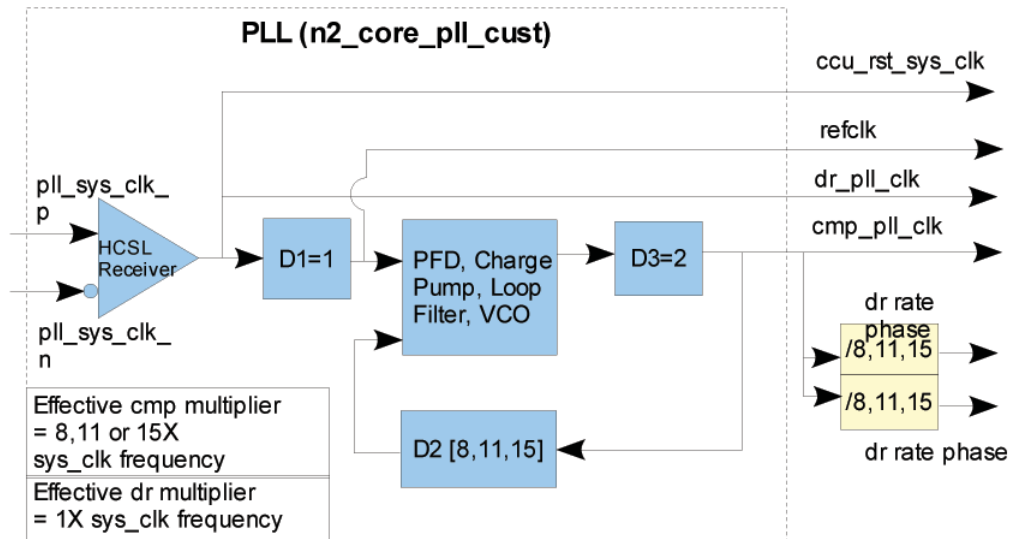 PLL (n2_core_pll_cust)
ccu_rst_sys_clk
refclk
dr_pll_clk
cmp_pll_clk
pll_sys_clk_
p
HCSL
Receiver
D1=1
PFD, Charge
Pump, Loop
Filter, VCO
D3=2
pll_sys_clk_
n
dr rate
phase
/8,11,15
/8,11,15
dr rate phase
D2 [8,11,15]
Effective cmp multiplier
= 8,11 or 15X
sys_clk frequency
Effective dr multiplier
= 1X sys_clk frequency